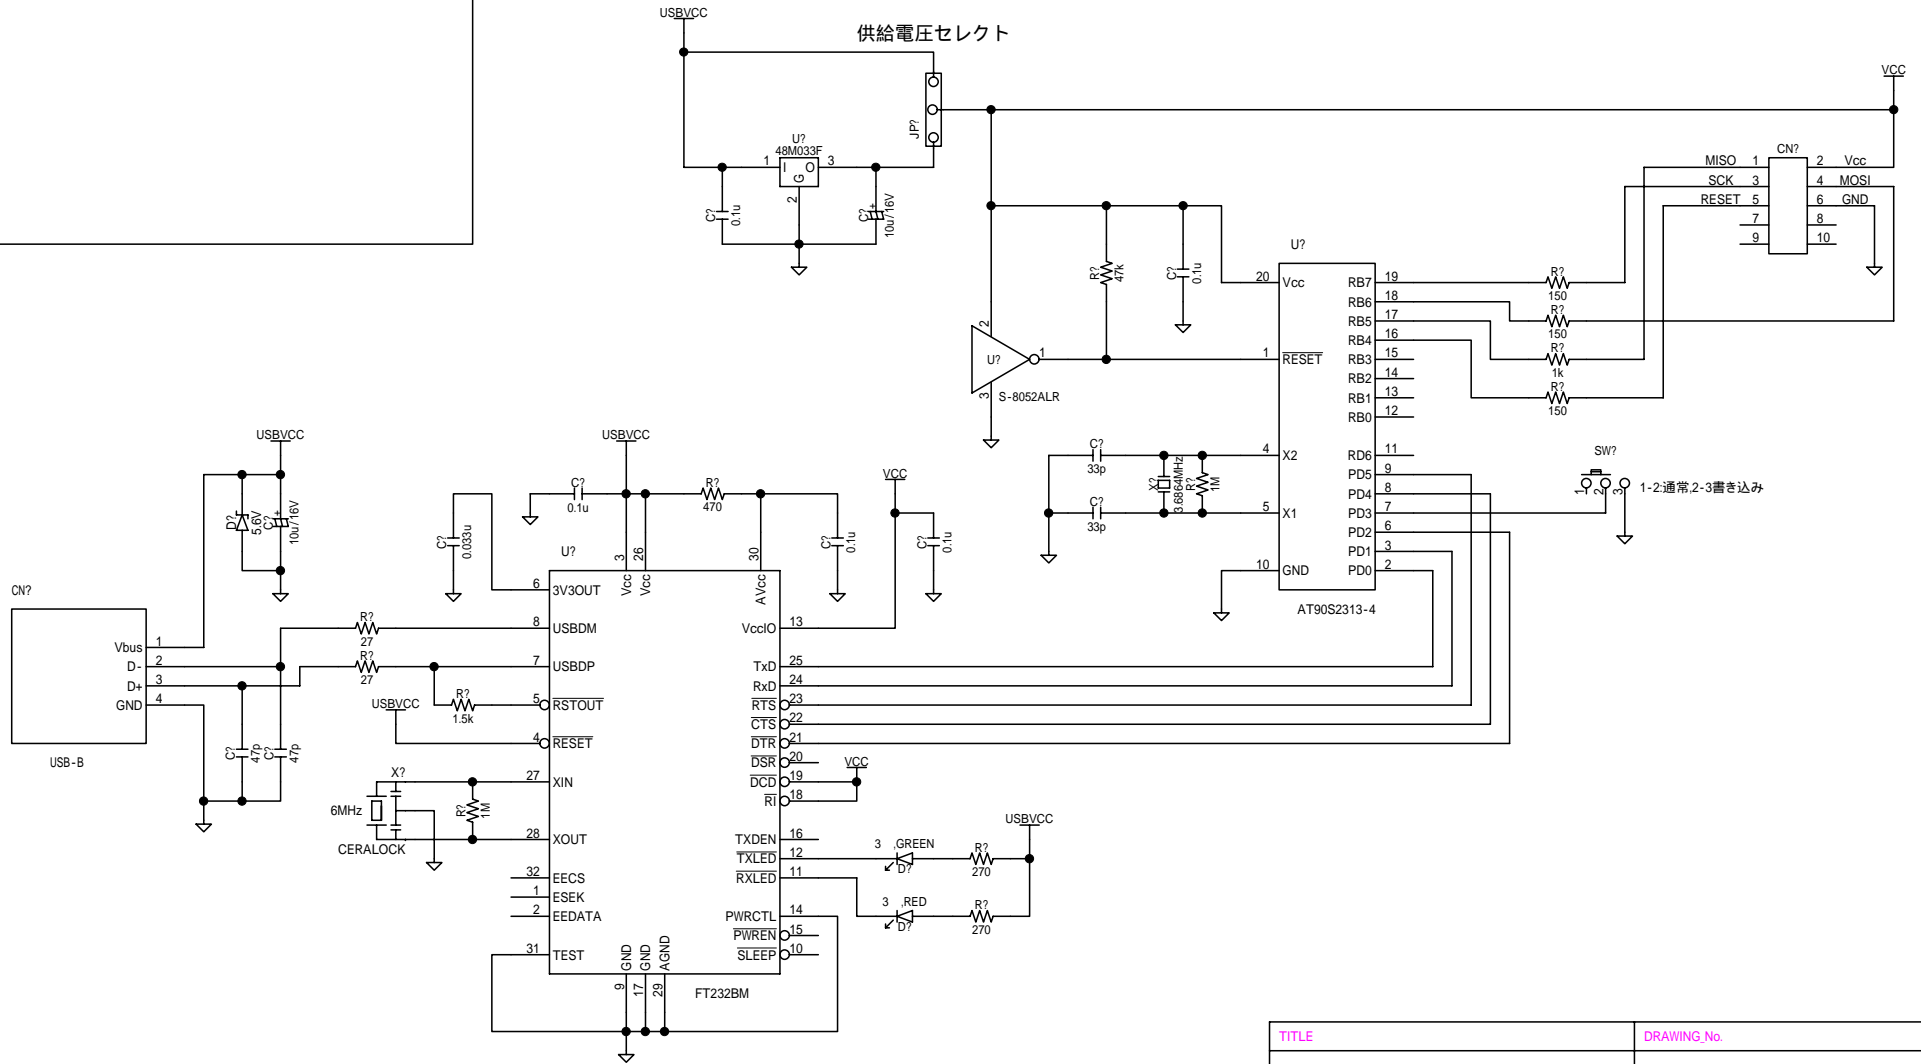 USBVCC
供給電圧セレクト
VCC
JP?
U?
48M033F
1 I O 3
G
2
C?
0.1u
C?
+
10u/16V
CN?
MISO 1 2 Vcc
SCK 3 4 MOSI
RESET 5 6 GND
7 8
9 10
R?
47k
C?
0.1u
U?
20 Vcc
1 RESET
4 X2
5 X1
10 GND
RB7 19
RB6 18
RB5 17
RB4 16
RB3 15
RB2 14
RB1 13
RB0 12
RD6 11
PD5 9
PD4 8
PD3 7
PD2 6
PD1 3
PD0 2
AT90S2313-4
R?
150
R?
150
R?
1k
R?
150
2
U?
1
3
S-8052ALR
C?
33p
C?
33p
X?
3.6864MHz
R?
1M
SW?
1 2 3
1-2:通常,2-3書き込み
USBVCC
D?
5.6V
C?
+
10u/16V
CN?
Vbus 1
D- 2
D+ 3
GND 4
USB-B
C?
47p
C?
47p
R?
27
R?
27
R?
1.5k
USBVCC
USBVCC
C?
0.1u
C?
0.033u
R?
470
C?
0.1u
VCC
C?
0.1u
U?
3 Vcc
26 Vcc
30 AVcc
6 3V3OUT
8 USBDM
7 USBDP
5 RSTOUT
4 RESET
27 XIN
28 XOUT
32 EECS
1 ESEK
2 EEDATA
31 TEST
VccIO 13
TxD 25
RxD 24
RTS 23
CTS 22
DTR 21
DSR 20
DCD 19
RI 18
TXDEN 16
TXLED 12
RXLED 11
PWRCTL 14
PWREN 15
SLEEP 10
GND 9
GND 17
AGND 29
FT232BM
X?
6MHz
CERALOCK
R?
1M
VCC
USBVCC
3 ,GREEN
D?
R?
270
3 ,RED
D?
R?
270
TITLE
DRAWING_No.